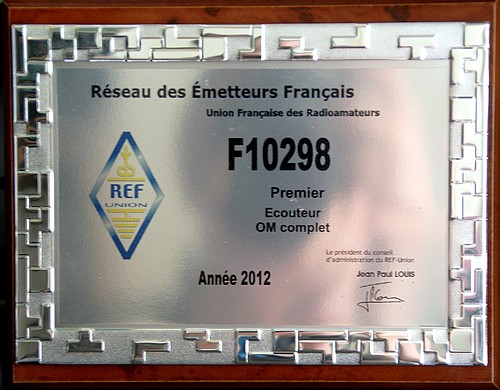 Réseau des Émetteurs Français
Union Française des Radioamateurs
F10298
REF
UNION
Premier
Ecouteur
OM complet
Le président du conseil
d'administration du REF-Union
Jean Paul LOUIS
Année 2012